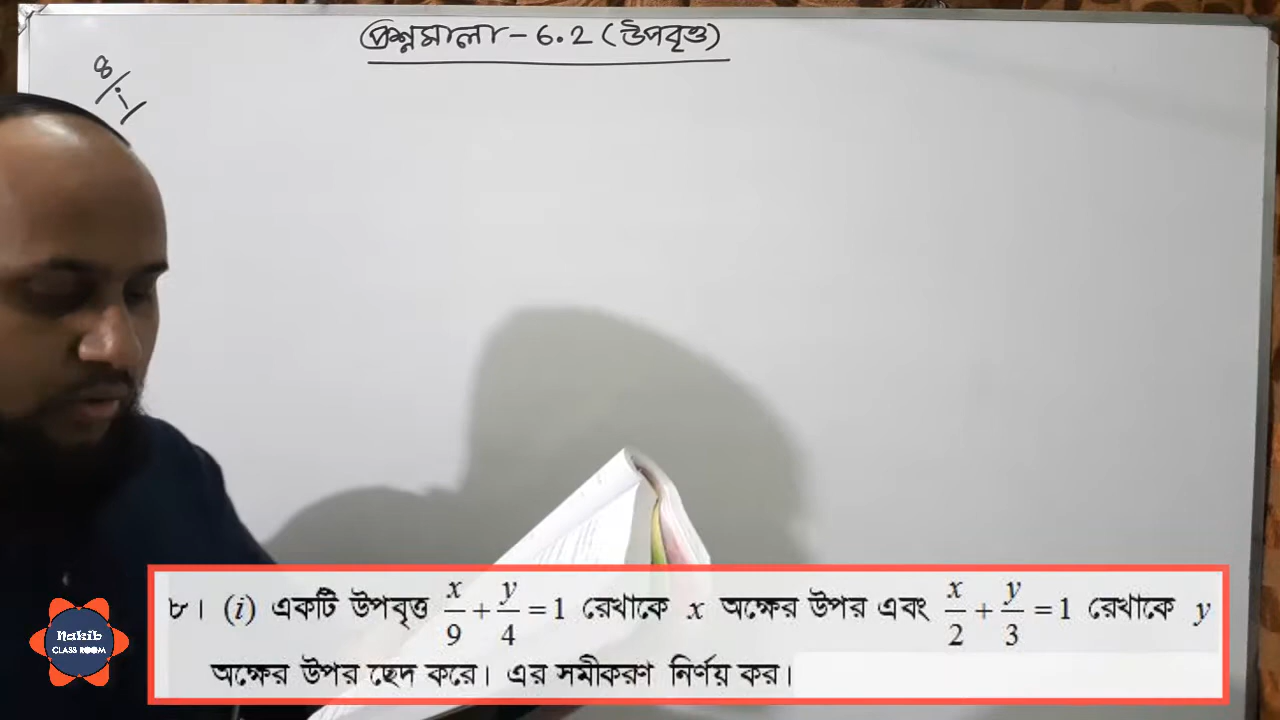 প্রশ্নমালা - 6.2 (উপবৃত্ত)
8/i
৮। (i) একটি উপবৃত্ত x/9 + y/4 = 1 রেখাকে x অক্ষের উপর এবং x/2 + y/3 = 1 রেখাকে y
অক্ষের উপর ছেদ করে। এর সমীকরণ নির্ণয় কর।
Nakib
CLASS ROOM